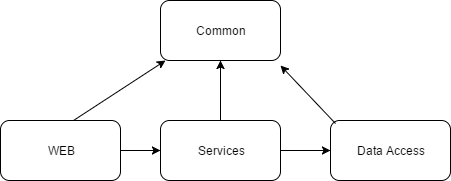 Common
WEB
Services
Data Access